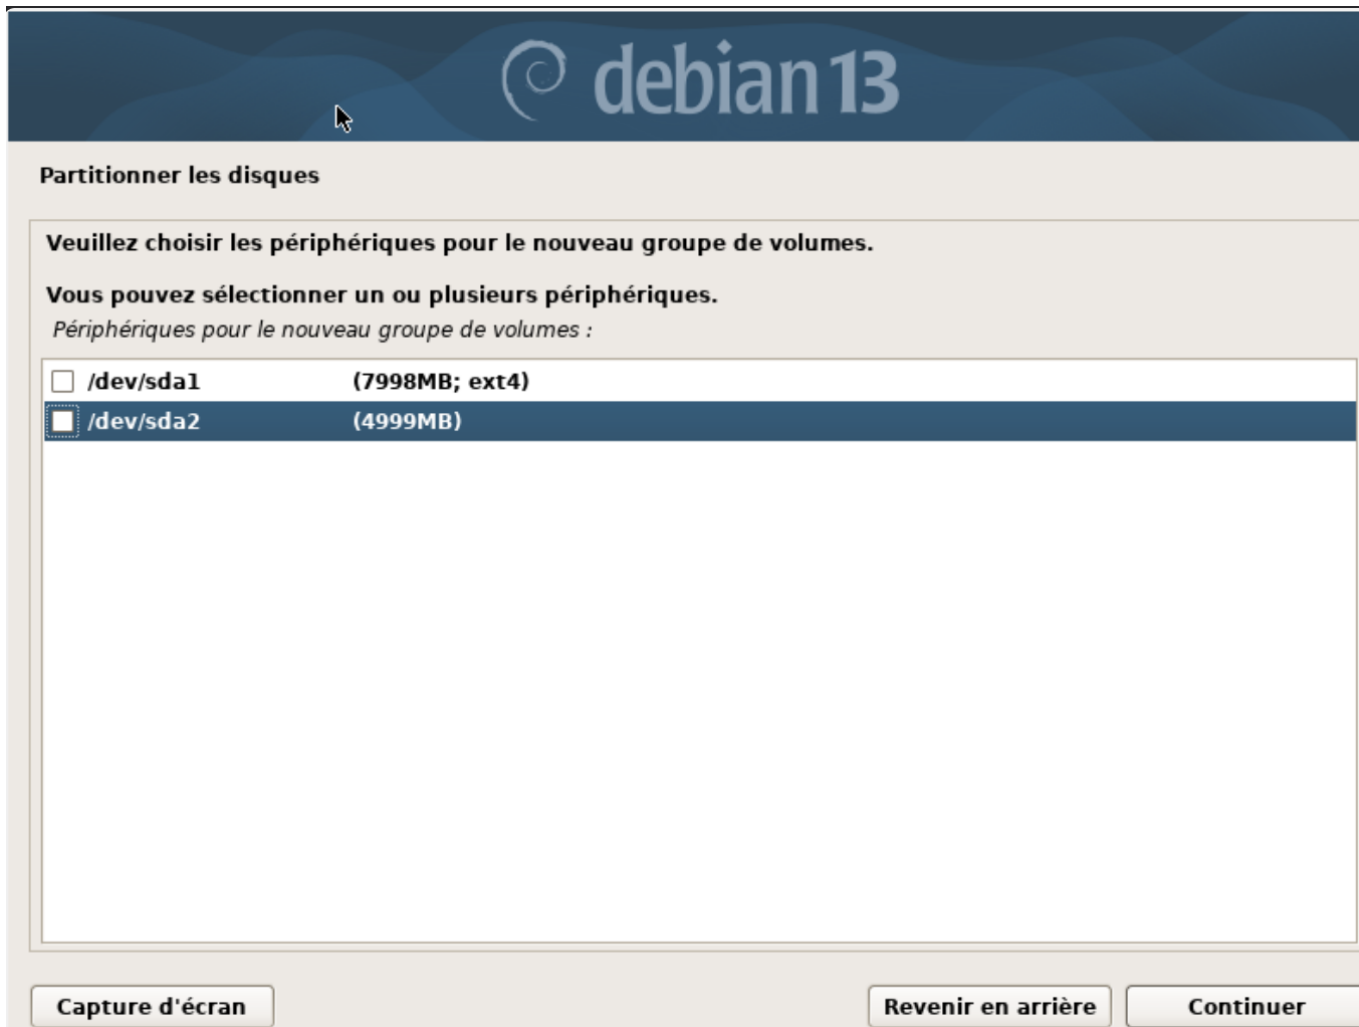 debian 13
Partitionner les disques
Veuillez choisir les périphériques pour le nouveau groupe de volumes.
Vous pouvez sélectionner un ou plusieurs périphériques.
Périphériques pour le nouveau groupe de volumes :
/dev/sda1 (7998MB; ext4)
/dev/sda2 (4999MB)
Capture d'écran Revenir en arrière Continuer